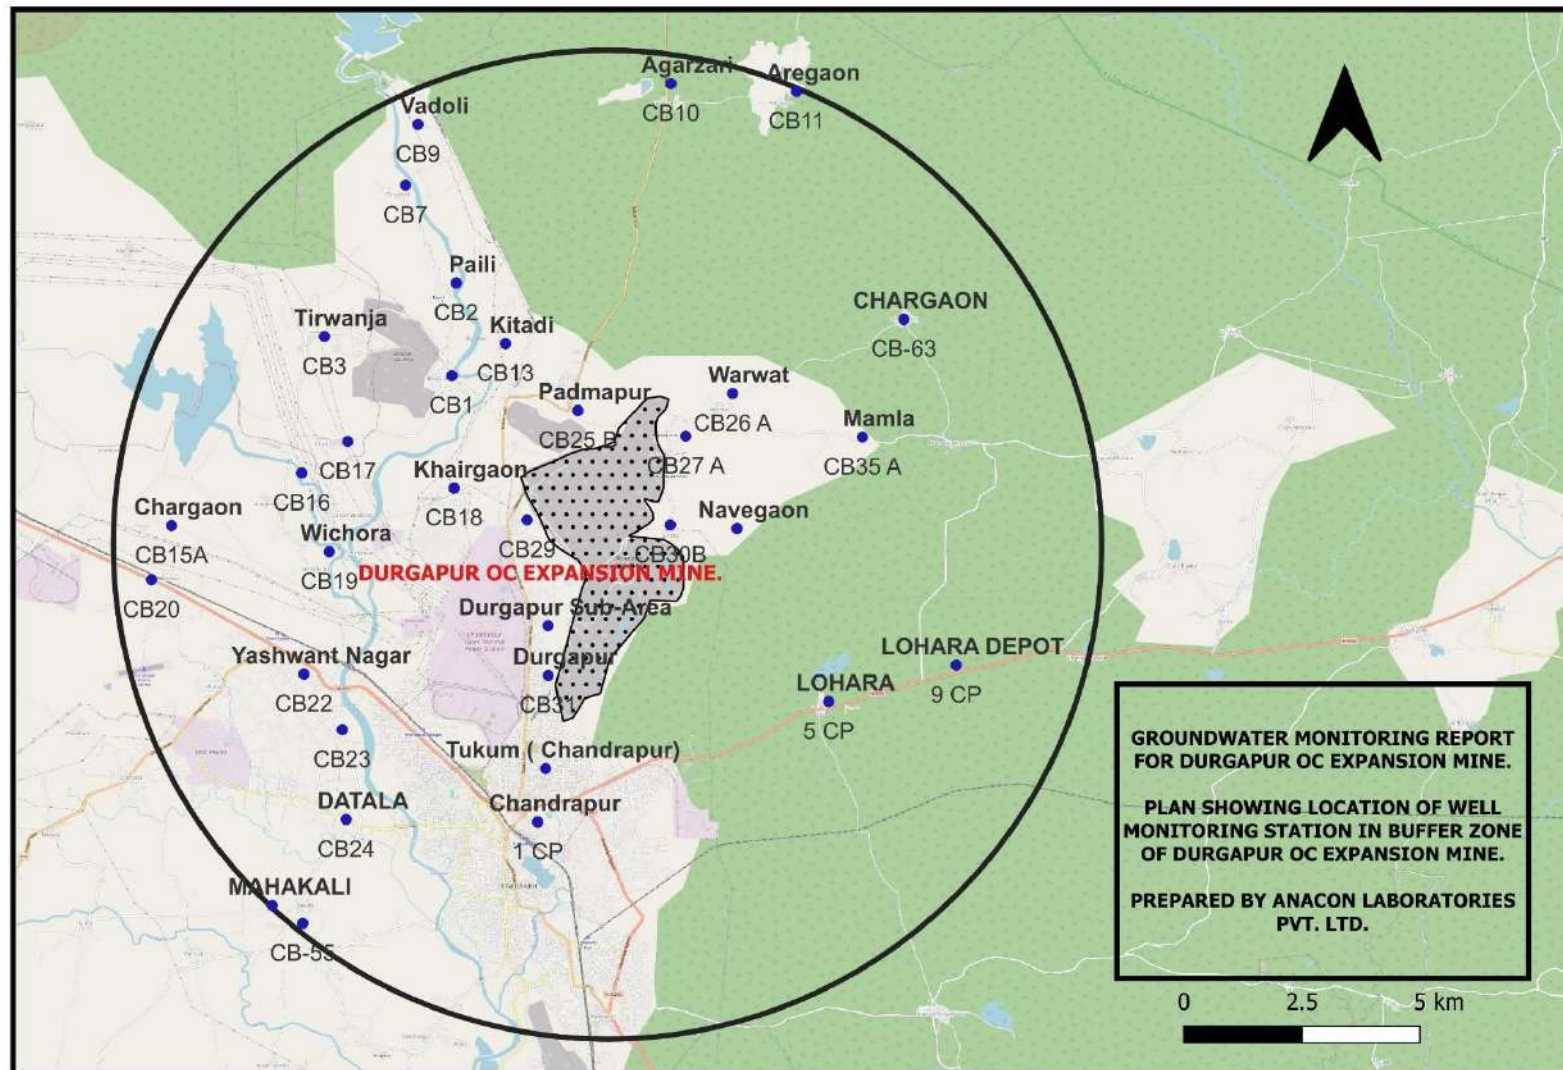 Agarzari
Aregaon
CB10
CB11
Vadoli
CB9
CB7
Paili
CB2
CHARGAON
CB-63
Tirwanja
CB3
Kitadi
CB13
CB1
Padmapur
CB25 B
Warwat
CB26 A
Mamla
CB35 A
CB27 A
CB17
CB16
Khairgaon
CB18
Chargaon
CB15A
Wichora
CB19
CB29
Navegaon
CB30B
DURGAPUR OC EXPANSION MINE.
CB20
Durgapur Sub-Area
Yashwant Nagar
CB22
Durgapur
CB31
LOHARA DEPOT
9 CP
LOHARA
5 CP
CB23
Tukum ( Chandrapur)
DATALA
CB24
Chandrapur
1 CP
MAHAKALI
CB-55
GROUNDWATER MONITORING REPORT
FOR DURGAPUR OC EXPANSION MINE.
PLAN SHOWING LOCATION OF WELL
MONITORING STATION IN BUFFER ZONE
OF DURGAPUR OC EXPANSION MINE.
PREPARED BY ANACON LABORATORIES
PVT. LTD.
0 2.5 5 km